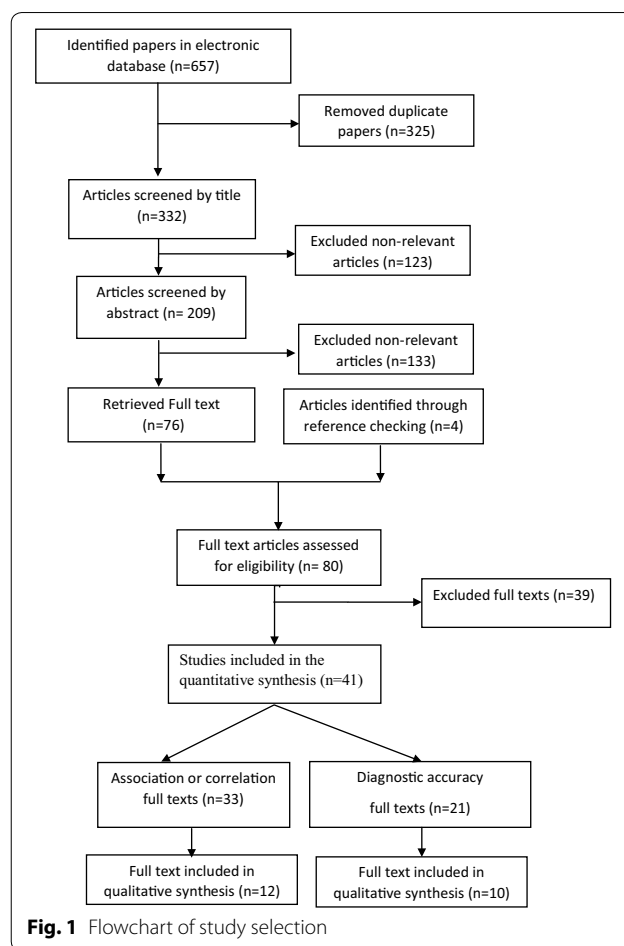 Identified papers in electronic
database (n=657)
Removed duplicate
papers (n=325)
Articles screened by title
(n=332)
Excluded non-relevant
articles (n=123)
Articles screened by
abstract (n= 209)
Excluded non-relevant
articles (n=133)
Retrieved Full text
(n=76)
Articles identified through
reference checking (n=4)
Full text articles assessed
for eligibility (n= 80)
Excluded full texts (n=39)
Studies included in the
quantitative synthesis (n=41)
Association or correlation
full texts (n=33)
Diagnostic accuracy
full texts (n=21)
Full text included in
qualitative synthesis (n=12)
Full text included in
qualitative synthesis (n=10)
Fig. 1 Flowchart of study selection